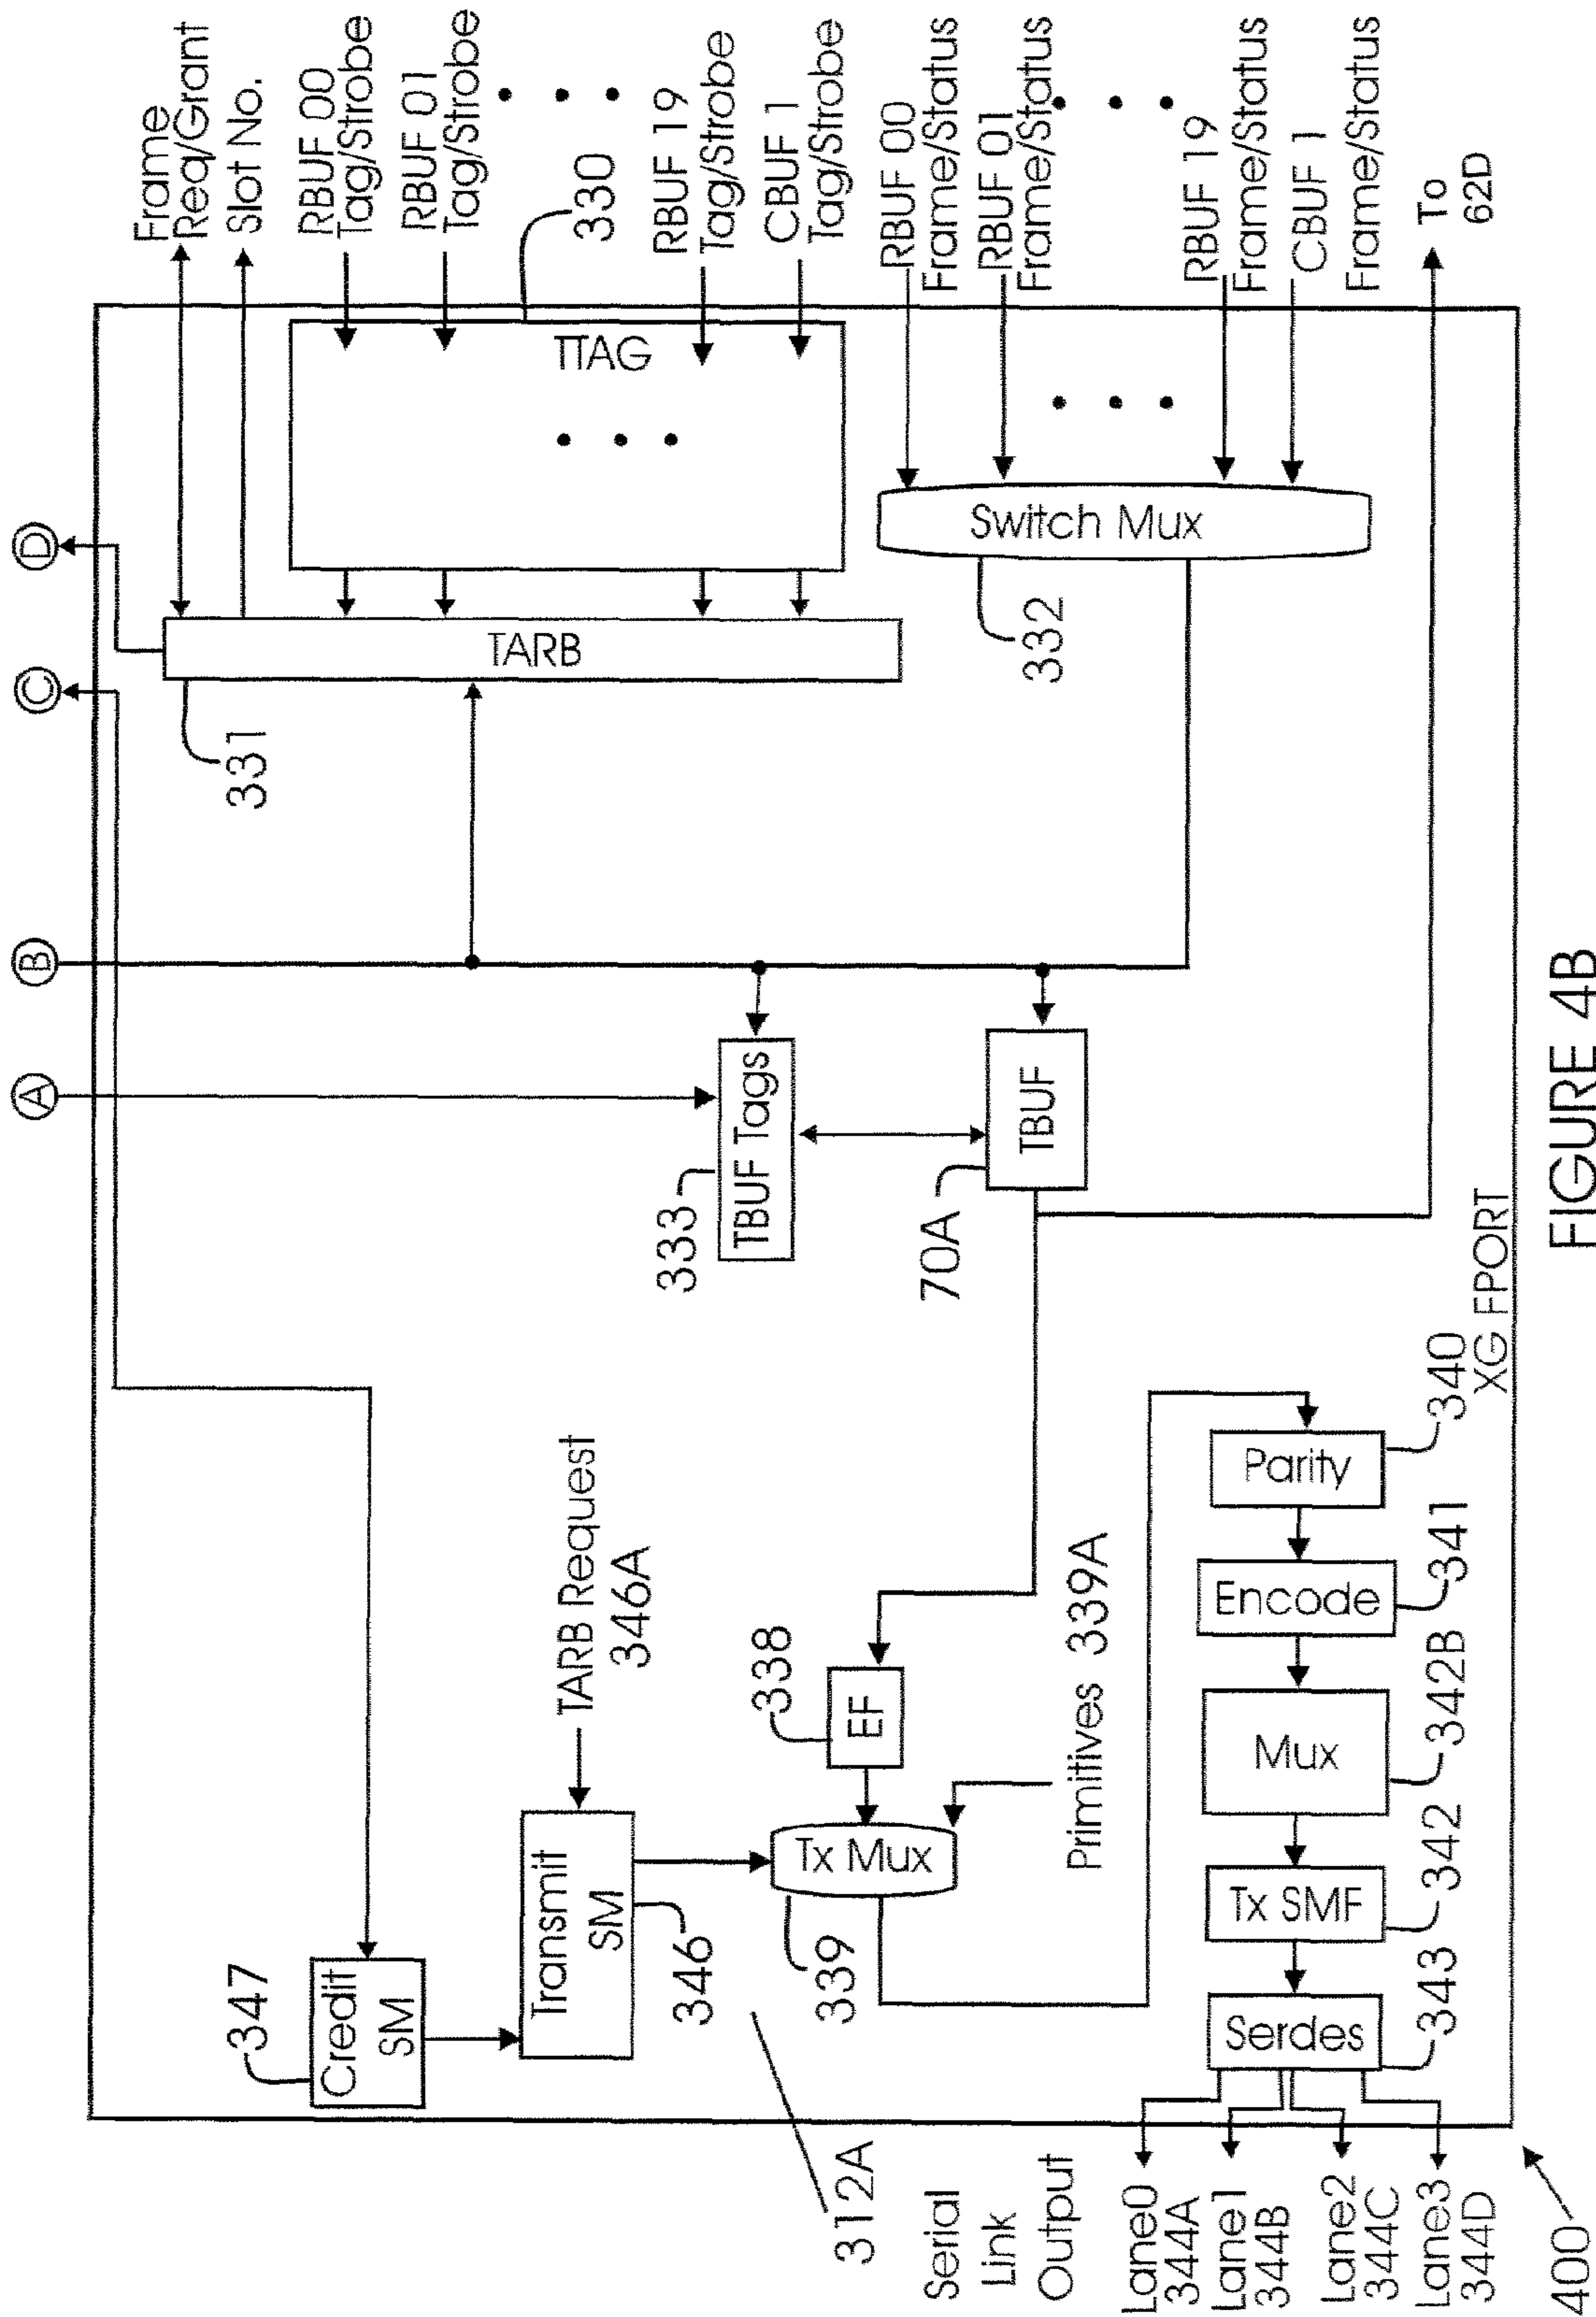 Frame
Req/Grant
Slot No.
RBUF 00
Tag/Strobe
RBUF 01
Tag/Strobe
RBUF 19
Tag/Strobe
CBUF 1
Tag/Strobe
330
RBUF 00
Frame/Status
RBUF 01
Frame/Status
RBUF 19
Frame/Status
CBUF 1
Frame/Status
To
62D
TTAG
D
C
B
A
TARB
331
Switch Mux
332
TBUF Tags
333
TBUF
70A
347
Credit
SM
Transmit
SM
346
TARB Request
346A
338
EF
Tx Mux
339
Primitives 339A
Parity
340
Encode
341
Mux
342B
Tx SMF
342
Serdes
343
312A
Serial
Link
Output
Lane0
344A
Lane1
344B
Lane2
344C
Lane3
344D
400
XG FPORT
FIGURE 4B